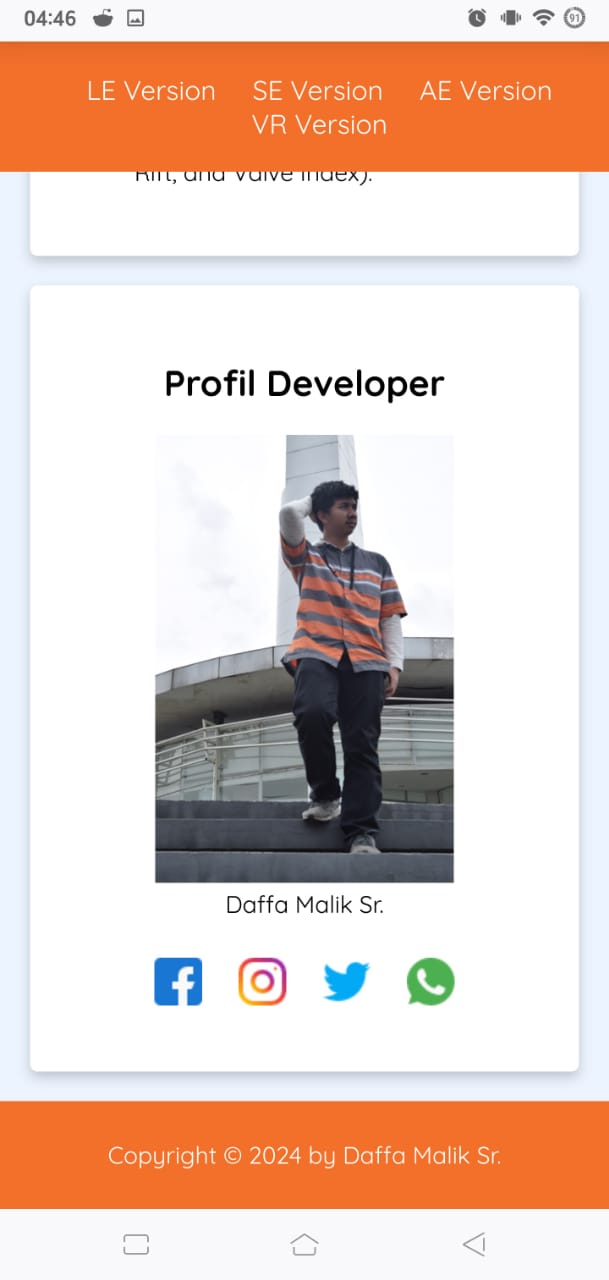 04:46
91
LE Version SE Version AE Version
VR Version
Rift, and Valve Index).
Profil Developer
Daffa Malik Sr.
Copyright © 2024 by Daffa Malik Sr.